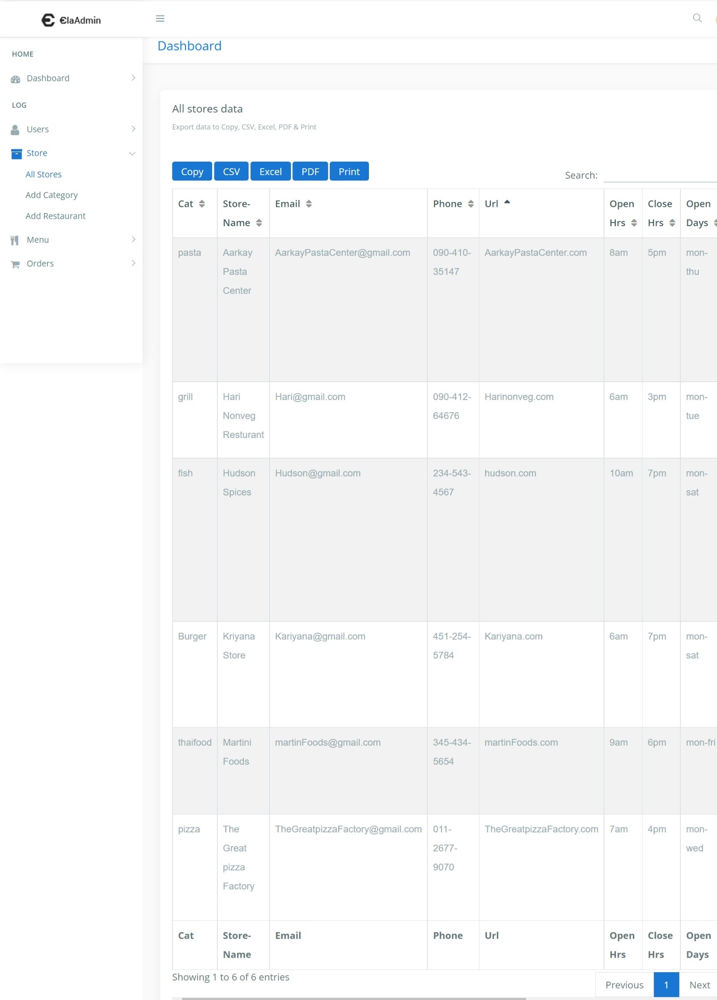 ElaAdmin
Dashboard
HOME
Dashboard
LOG
Users
Store
All Stores
Add Category
Add Restaurant
Menu
Orders
All stores data
Export data to Copy, CSV, Excel, PDF & Print
Copy CSV Excel PDF Print
Search:
Cat Store- Email Phone Url Open Close Open
Name Hrs Hrs Days
pasta Aarkay AarkayPastaCenter@gmail.com 090-410- AarkayPastaCenter.com 8am 5pm mon-
Pasta 35147 thu
Center
grill Hari Hari@gmail.com 090-412- Harinonveg.com 6am 3pm mon-
Nonveg 64676 tue
Resturant
fish Hudson Hudson@gmail.com 234-543- hudson.com 10am 7pm mon-
Spices 4567 sat
Burger Kriyana Kariyana@gmail.com 451-254- Kariyana.com 6am 7pm mon-
Store 5784 sat
thaifood Martini martinFoods@gmail.com 345-434- martinFoods.com 9am 6pm mon-fri
Foods 5654
pizza The TheGreatpizzaFactory@gmail.com 011- TheGreatpizzaFactory.com 7am 4pm mon-
Great 2677- wed
pizza 9070
Factory
Cat Store- Email Phone Url Open Close Open
Name Hrs Hrs Days
Showing 1 to 6 of 6 entries
Previous 1 Next